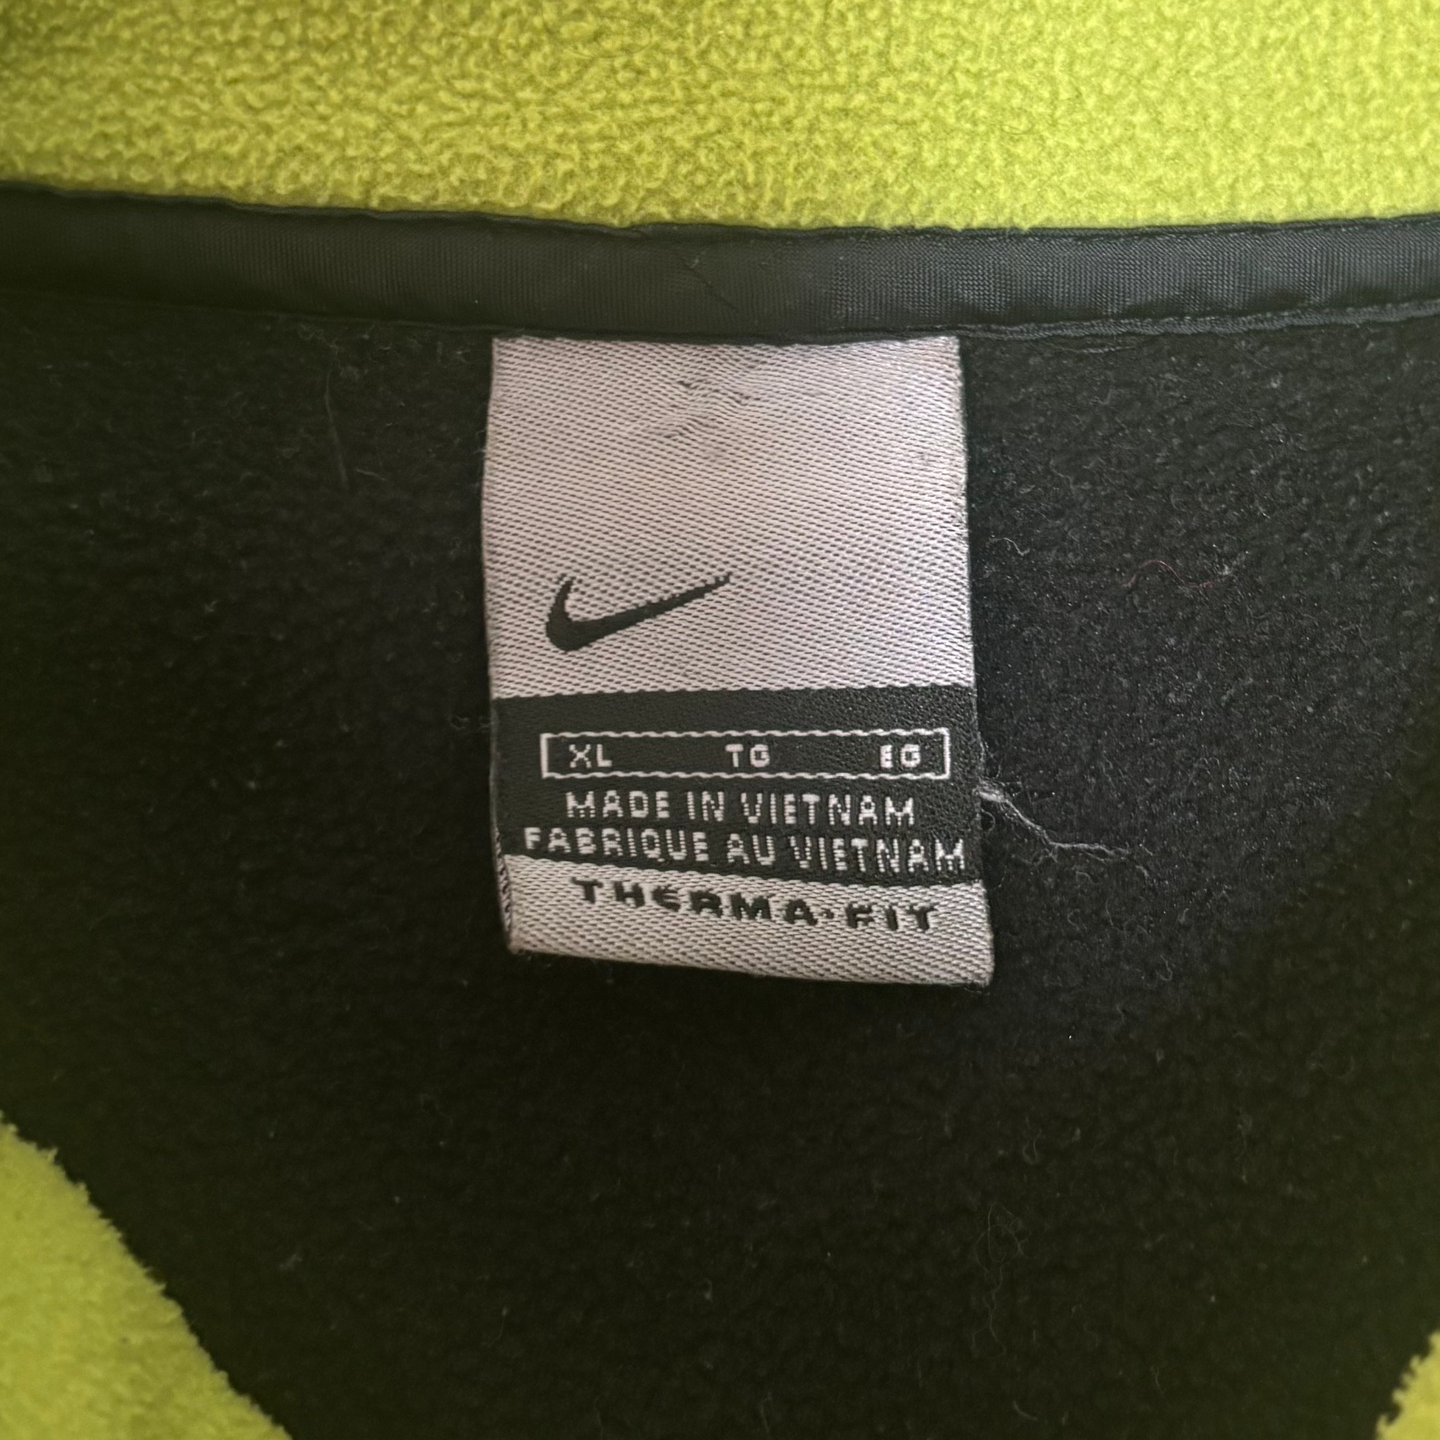 XL TG EG
MADE IN VIETNAM
FABRIQUE AU VIETNAM
THERMA·FIT